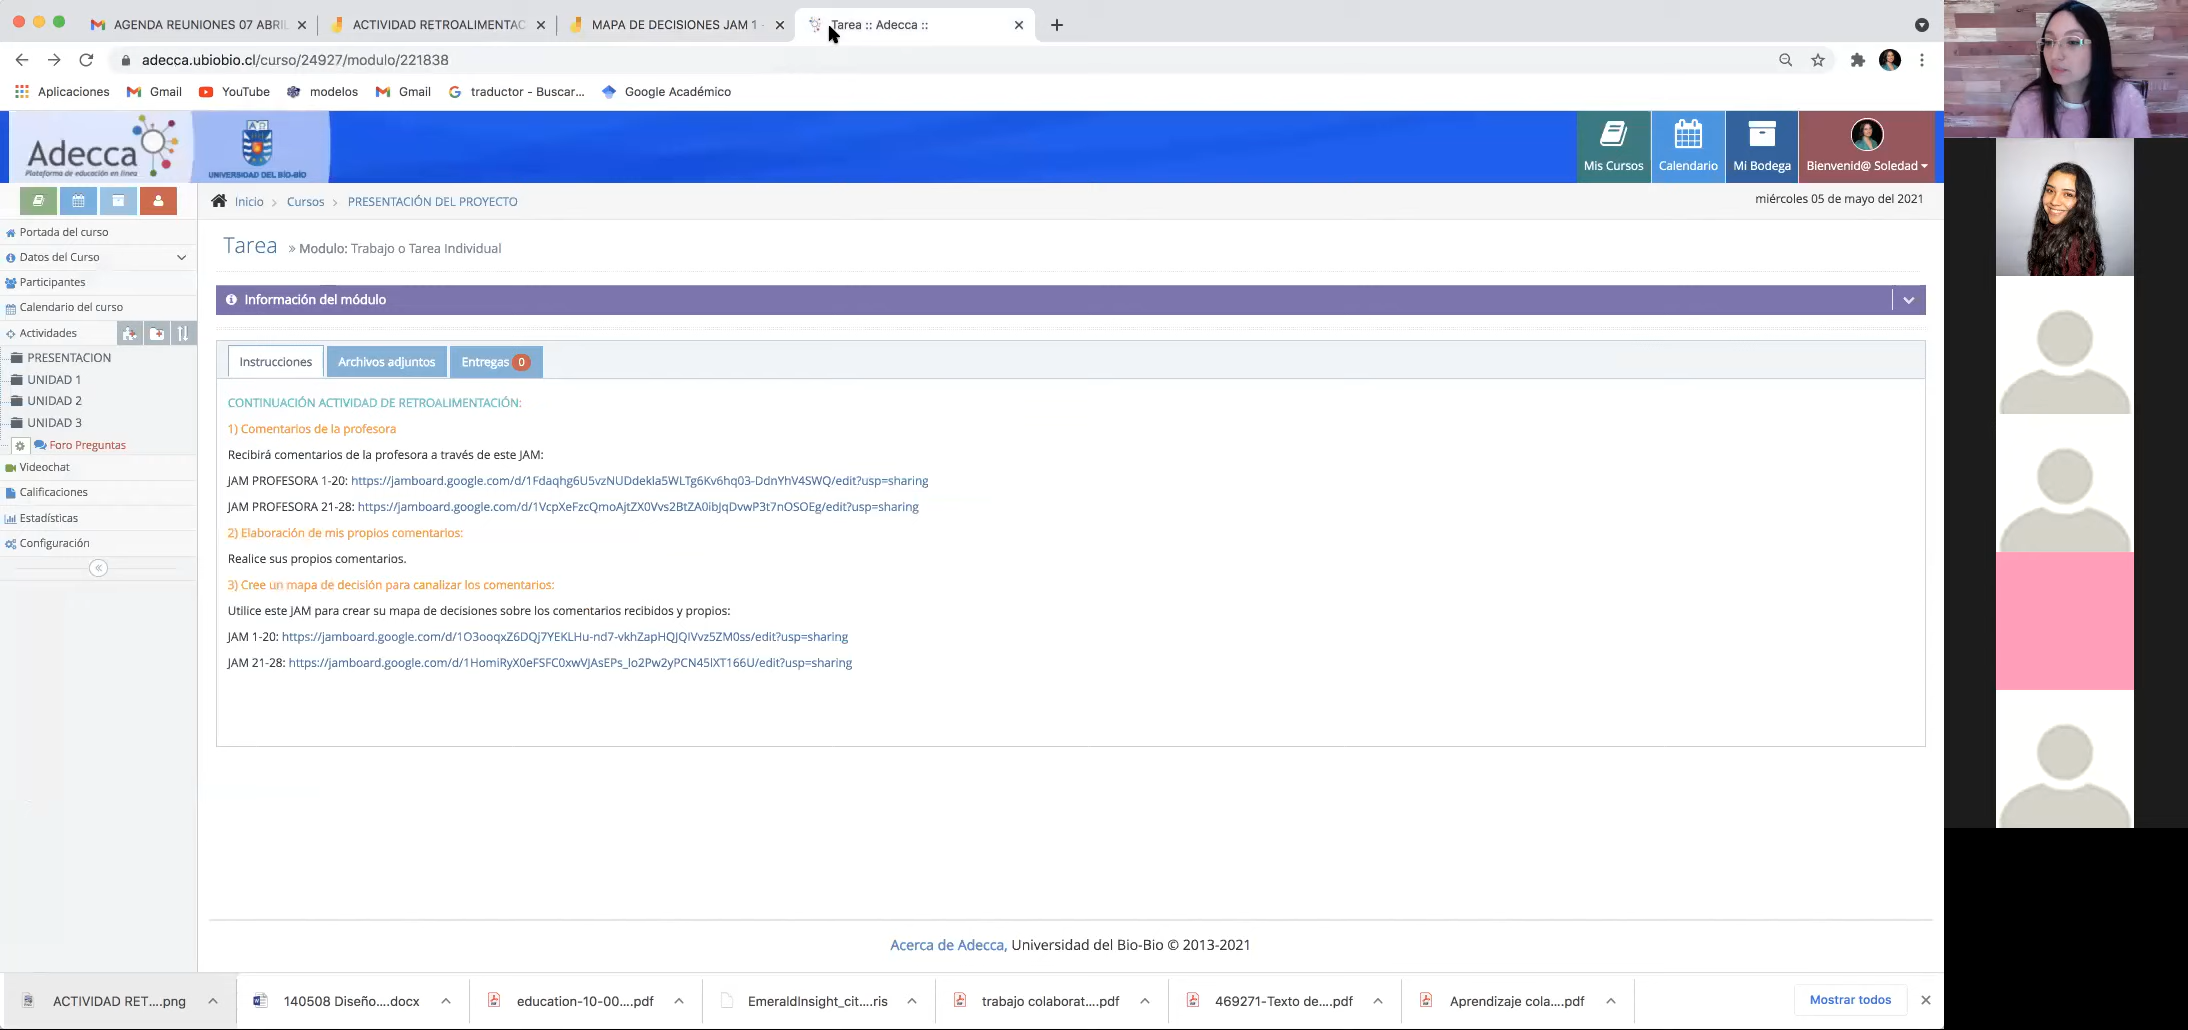 AGENDA REUNIONES 07 ABRIL
ACTIVIDAD RETROALIMENTAC
MAPA DE DECISIONES JAM 1 -
Tarea :: Adecca ::
adecca.ubiobio.cl/curso/24927/modulo/221838
Aplicaciones
Gmail
YouTube
modelos
Gmail
traductor - Buscar...
Google Académico
Adecca
Plataforma de educación en línea
UNIVERSIDAD DEL BÍO-BÍO
Mis Cursos
Calendario
Mi Bodega
Bienvenid@ Soledad
Inicio > Cursos > PRESENTACIÓN DEL PROYECTO
miércoles 05 de mayo del 2021
Portada del curso
Datos del Curso
Participantes
Calendario del curso
Actividades
PRESENTACION
UNIDAD 1
UNIDAD 2
UNIDAD 3
Foro Preguntas
Videochat
Calificaciones
Estadísticas
Configuración
Tarea » Modulo: Trabajo o Tarea Individual
Información del módulo
Instrucciones
Archivos adjuntos
Entregas 0
CONTINUACIÓN ACTIVIDAD DE RETROALIMENTACIÓN:
1) Comentarios de la profesora
Recibirá comentarios de la profesora a través de este JAM:
JAM PROFESORA 1-20: https://jamboard.google.com/d/1Fdaqhg6U5vzNUDdekla5WLTg6Kv6hq03-DdnYhV4SWQ/edit?usp=sharing
JAM PROFESORA 21-28: https://jamboard.google.com/d/1VcpXeFzcQmoAjtZX0Vvs2BtZA0ibJqDvwP3t7nOSOEg/edit?usp=sharing
2) Elaboración de mis propios comentarios:
Realice sus propios comentarios.
3) Cree un mapa de decisión para canalizar los comentarios:
Utilice este JAM para crear su mapa de decisiones sobre los comentarios recibidos y propios:
JAM 1-20: https://jamboard.google.com/d/1O3ooqxZ6DQj7YEKLHu-nd7-vkhZapHQJQIVvz5ZM0ss/edit?usp=sharing
JAM 21-28: https://jamboard.google.com/d/1HomiRyX0eFSFC0xwVJAsEPs_lo2Pw2yPCN45lXT166U/edit?usp=sharing
Acerca de Adecca, Universidad del Bio-Bio © 2013-2021
ACTIVIDAD RET....png
140508 Diseño....docx
education-10-00....pdf
EmeraldInsight_cit....ris
trabajo colaborat....pdf
469271-Texto de....pdf
Aprendizaje cola....pdf
Mostrar todos